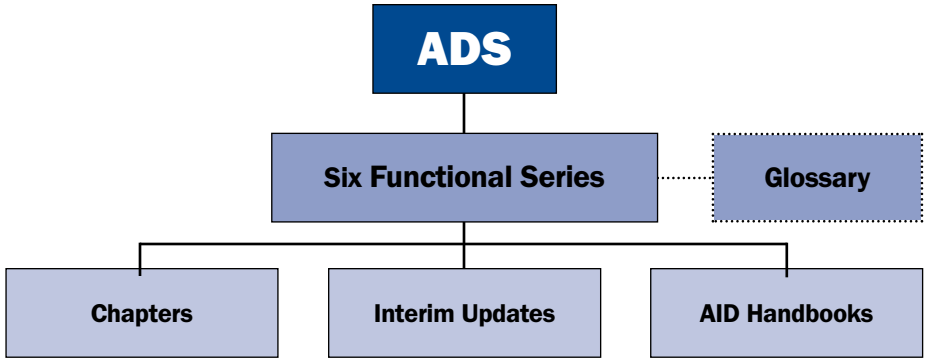 ADS
Six Functional Series
Glossary
Chapters
Interim Updates
AID Handbooks